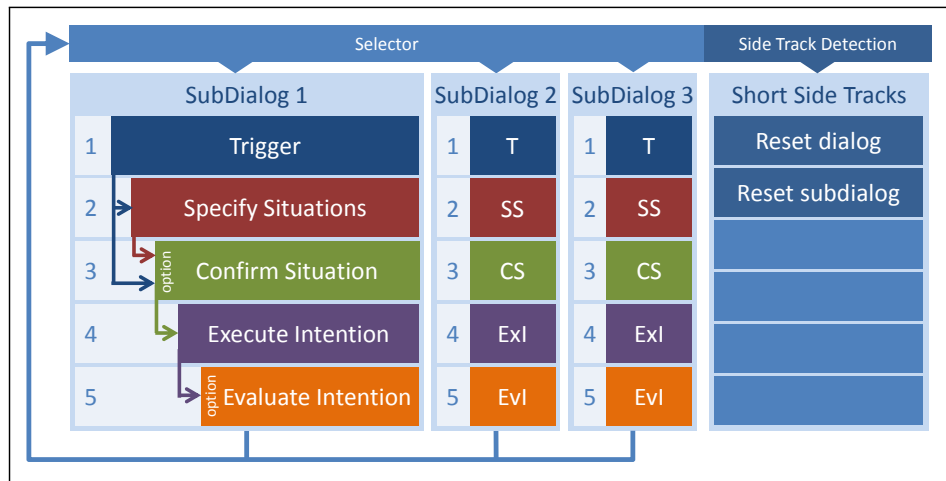 Selector
Side Track Detection
SubDialog 1
SubDialog 2
SubDialog 3
Short Side Tracks
1 Trigger
1 T
1 T
Reset dialog
2 Specify Situations
2 SS
2 SS
Reset subdialog
3 option Confirm Situation
3 CS
3 CS
4 Execute Intention
4 ExI
4 ExI
5 option Evaluate Intention
5 EvI
5 EvI